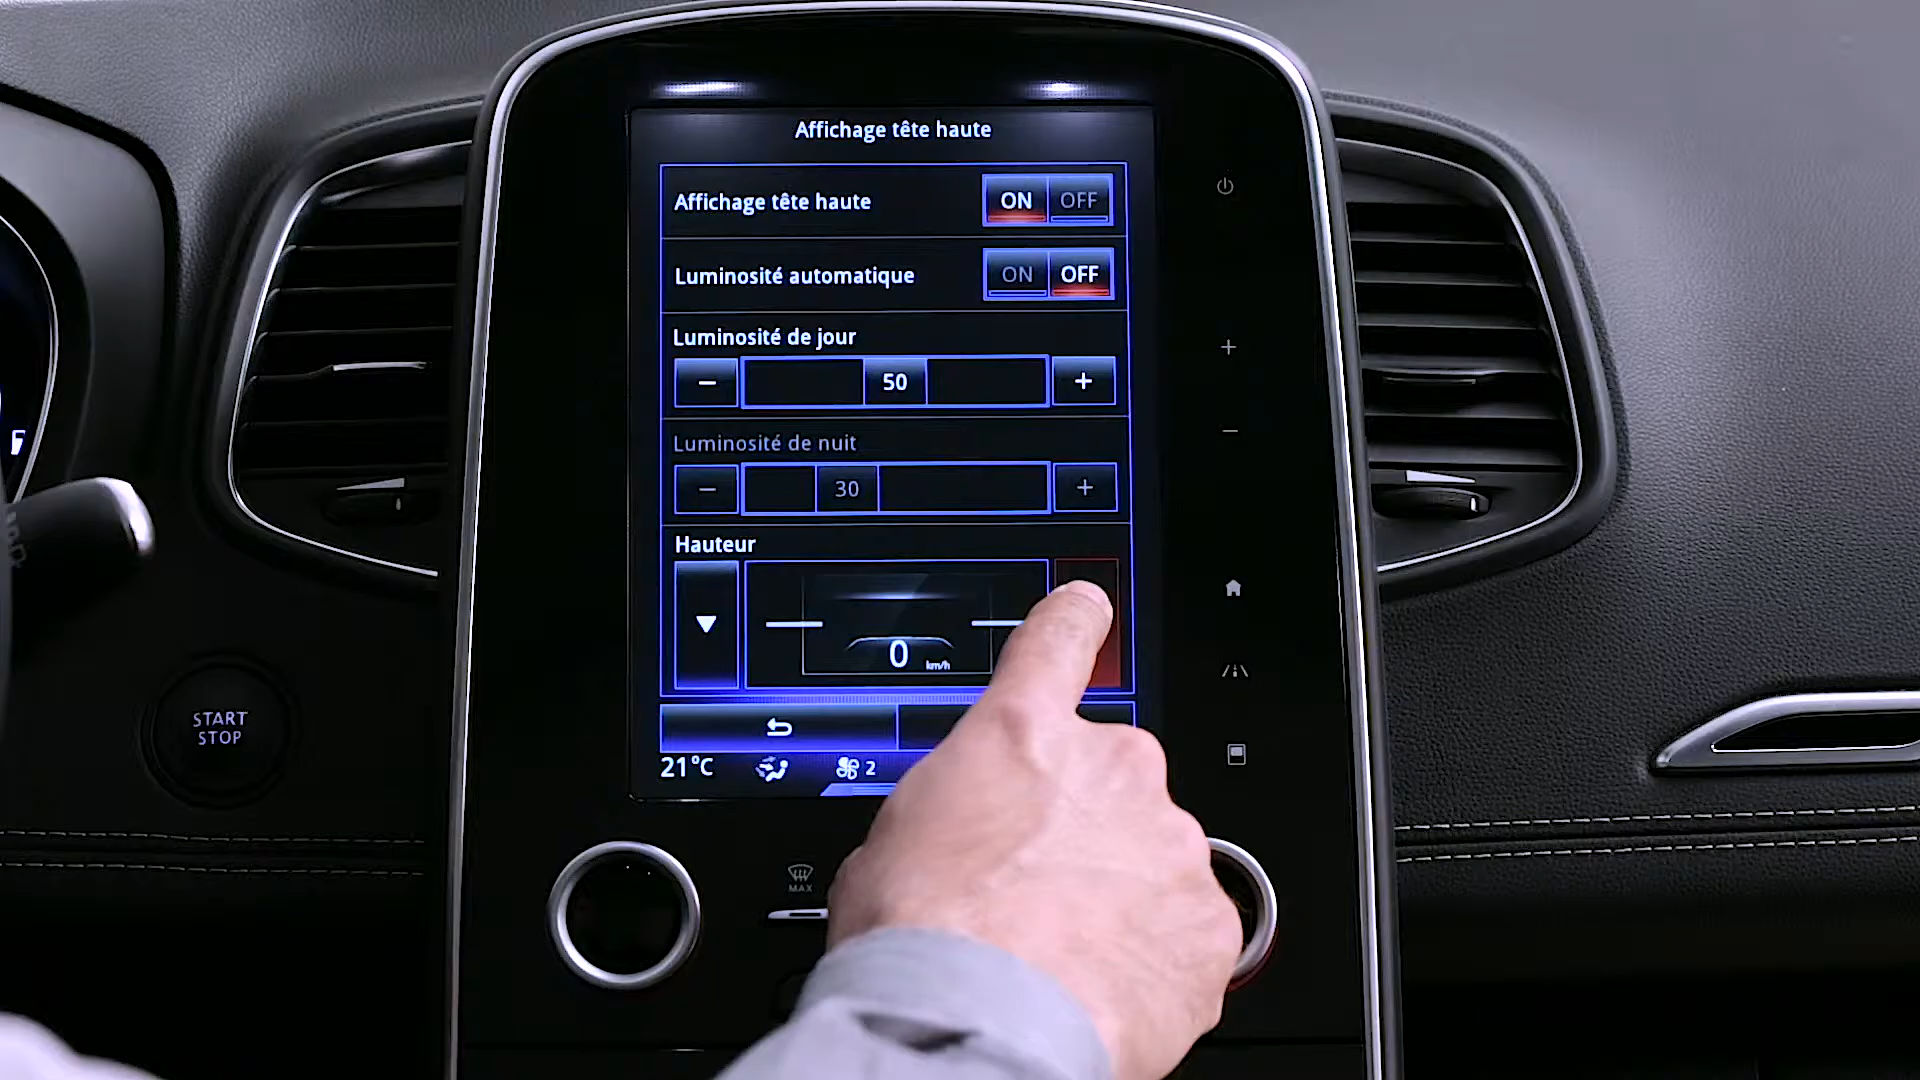 Affichage tête haute
Affichage tête haute ON OFF
Luminosité automatique ON OFF
Luminosité de jour
− 50 +
Luminosité de nuit
− 30 +
Hauteur
0 km/h
21°C 2
START
STOP
MAX